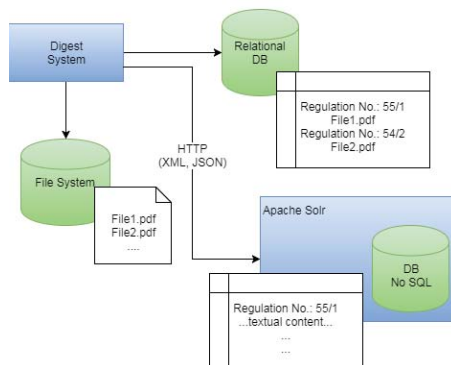 Digest
System
Relational
DB
Regulation No.: 55/1
File1.pdf
Regulation No.: 54/2
File2.pdf
HTTP
(XML, JSON)
File System
File1.pdf
File2.pdf
....
Apache Solr
DB
No SQL
Regulation No.: 55/1
...textual content...
...
...